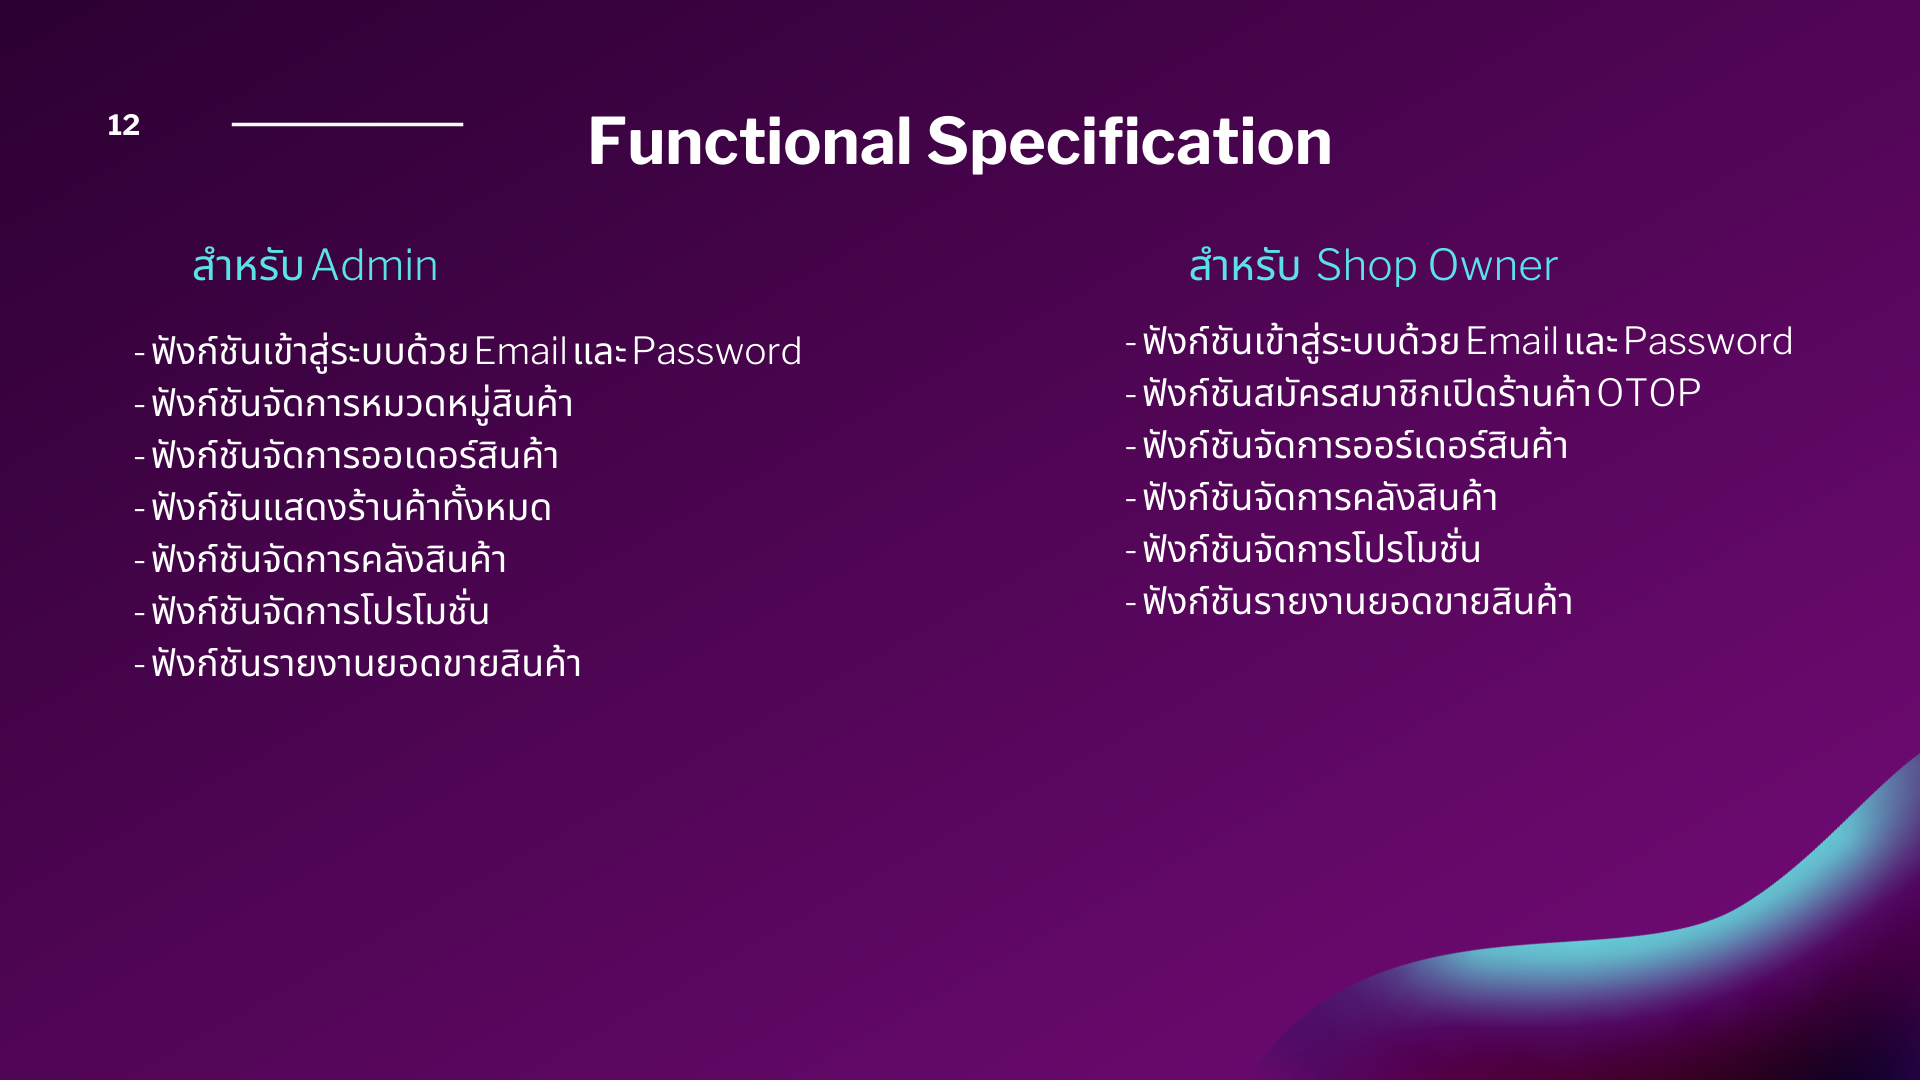 12
Functional Specification
สำหรับ Admin
- ฟังก์ชันเข้าสู่ระบบด้วย Email และ Password
- ฟังก์ชันจัดการหมวดหมู่สินค้า
- ฟังก์ชันจัดการออเดอร์สินค้า
- ฟังก์ชันแสดงร้านค้าทั้งหมด
- ฟังก์ชันจัดการคลังสินค้า
- ฟังก์ชันจัดการโปรโมชั่น
- ฟังก์ชันรายงานยอดขายสินค้า
สำหรับ Shop Owner
- ฟังก์ชันเข้าสู่ระบบด้วย Email และ Password
- ฟังก์ชันสมัครสมาชิกเปิดร้านค้า OTOP
- ฟังก์ชันจัดการออร์เดอร์สินค้า
- ฟังก์ชันจัดการคลังสินค้า
- ฟังก์ชันจัดการโปรโมชั่น
- ฟังก์ชันรายงานยอดขายสินค้า